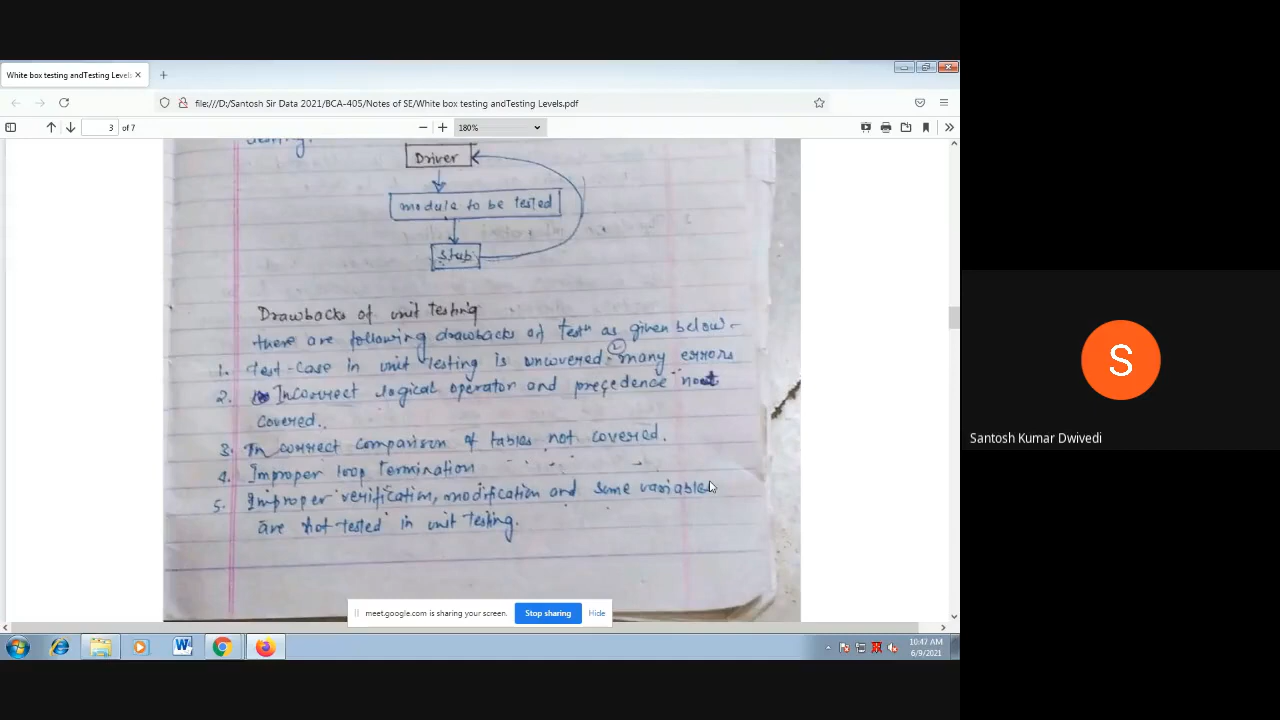 White box testing andTesting Level:
file:///D:/Santosh Sir Data 2021/BCA-405/Notes of SE/White box testing andTesting Levels.pdf
3 of 7
180%
testing.
Driver
module to be tested
Stub
Drawbacks of unit testing
there are following drawbacks of test as given below-
1. Test-case in unit testing is uncovered many errors
2. Incorrect logical operator and precedence not
covered.
3. In correct comparison of tables not covered.
4. Improper loop termination
5. Improper verification, modification and some variables
are not tested in unit testing.
meet.google.com is sharing your screen.
Stop sharing
Hide
10:47 AM
6/9/2021
S
Santosh Kumar Dwivedi